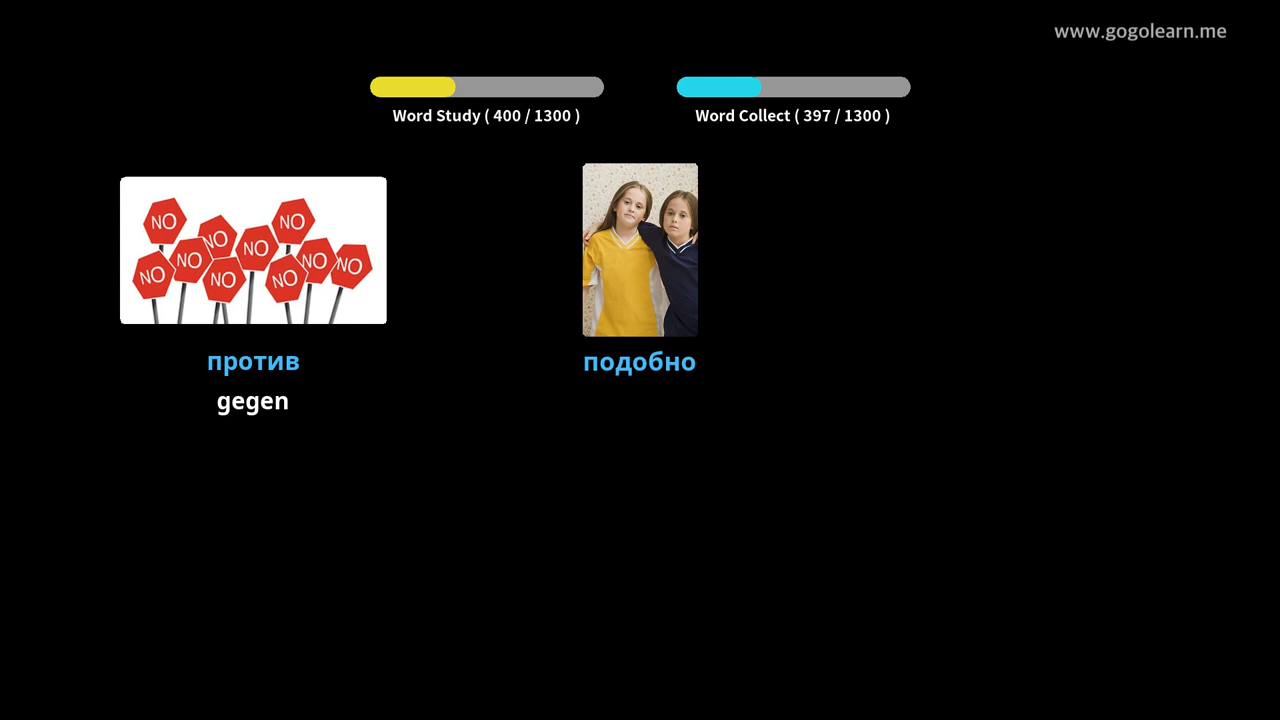 www.gogolearn.me
Word Study ( 400 / 1300 )
Word Collect ( 397 / 1300 )
NO
NO
NO
NO
NO
NO
NO
NO
NO
NO
против
подобно
gegen